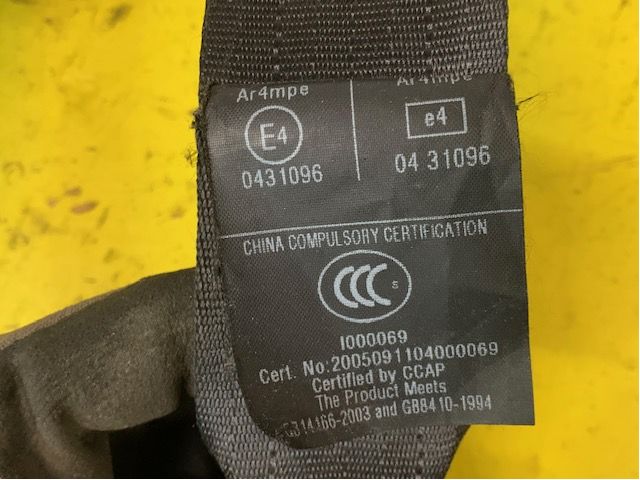 Ar4mpe
E4
0431096
Ar4mpe
e4
04 31096
CHINA COMPULSORY CERTIFICATION
CCC S
I000069
Cert. No:2005091104000069
Certified by CCAP
The Product Meets
GB14166-2003 and GB8410-1994